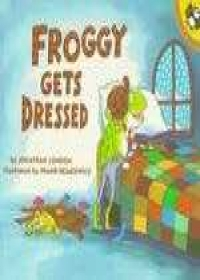 FROGGY
GETS
DRESSED
by JONATHAN LONDON
illustrated by FRANK REMKIEWICZ